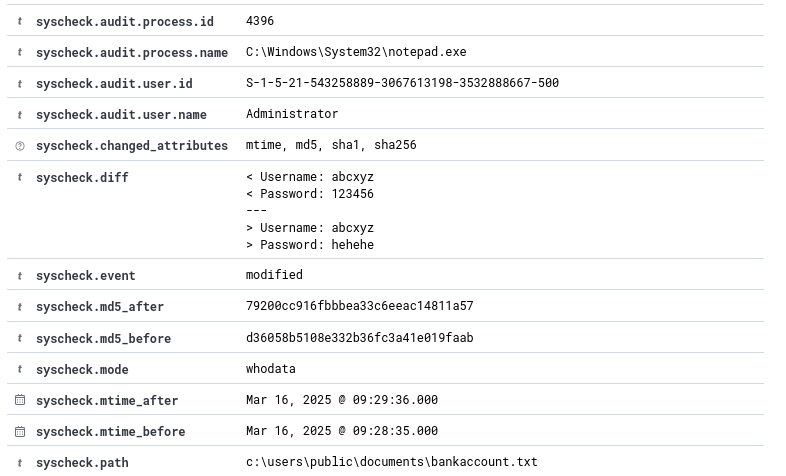 t syscheck.audit.process.id 4396
t syscheck.audit.process.name C:\Windows\System32\notepad.exe
t syscheck.audit.user.id S-1-5-21-543258889-3067613198-3532888667-500
t syscheck.audit.user.name Administrator
? syscheck.changed_attributes mtime, md5, sha1, sha256
t syscheck.diff < Username: abcxyz
< Password: 123456
---
> Username: abcxyz
> Password: hehehe
t syscheck.event modified
t syscheck.md5_after 79200cc916fbbbea33c6eeac14811a57
t syscheck.md5_before d36058b5108e332b36fc3a41e019faab
t syscheck.mode whodata
syscheck.mtime_after Mar 16, 2025 @ 09:29:36.000
syscheck.mtime_before Mar 16, 2025 @ 09:28:35.000
t syscheck.path c:\users\public\documents\bankaccount.txt